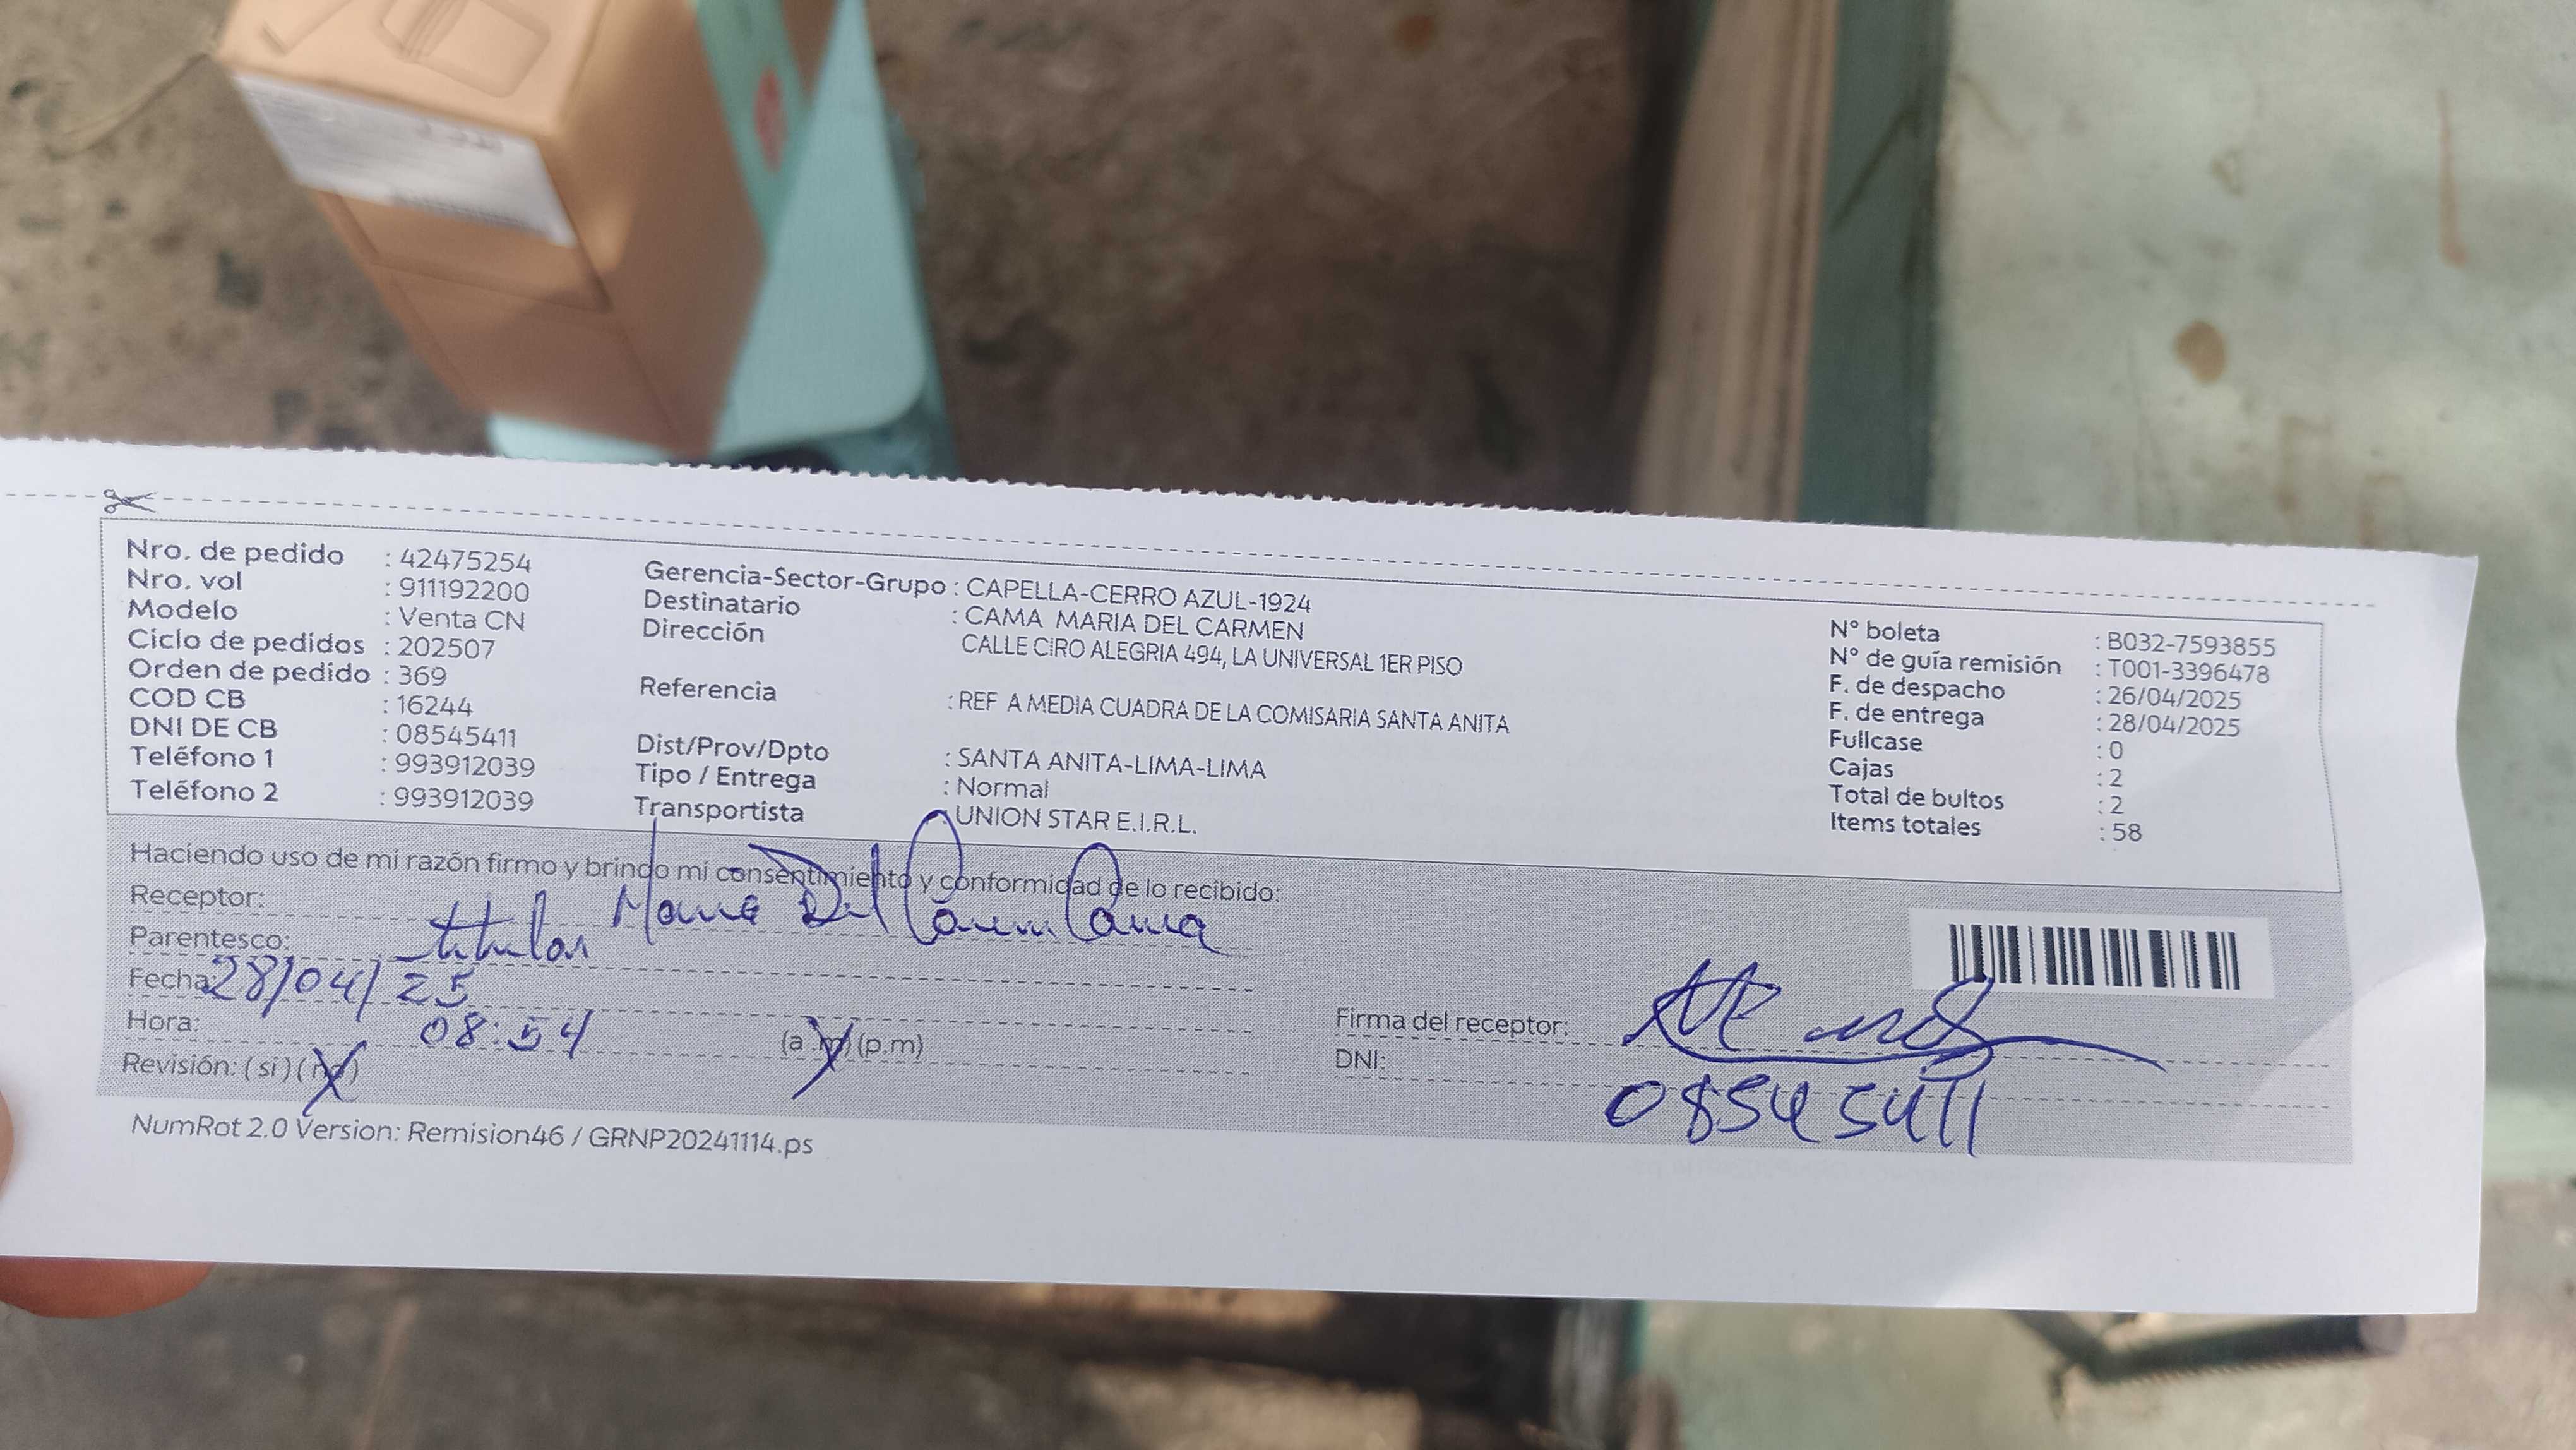 Nro. de pedido : 42475254
Nro. vol : 911192200
Modelo : Venta CN
Ciclo de pedidos : 202507
Orden de pedido : 369
COD CB : 16244
DNI DE CB : 08545411
Teléfono 1 : 993912039
Teléfono 2 : 993912039
Gerencia-Sector-Grupo : CAPELLA-CERRO AZUL-1924
Destinatario : CAMA MARIA DEL CARMEN
Dirección CALLE CIRO ALEGRIA 494, LA UNIVERSAL 1ER PISO
Referencia : REF A MEDIA CUADRA DE LA COMISARIA SANTA ANITA
Dist/Prov/Dpto : SANTA ANITA-LIMA-LIMA
Tipo / Entrega : Normal
Transportista : UNION STAR E.I.R.L.
N° boleta : B032-7593855
N° de guía remisión : T001-3396478
F. de despacho : 26/04/2025
F. de entrega : 28/04/2025
Fullcase : 0
Cajas : 2
Total de bultos : 2
Items totales : 58
Haciendo uso de mi razón firmo y brindo mi consentimiento y conformidad de lo recibido:
Receptor: Maria Del Carmen Cama
Parentesco: titular
Fecha: 28/04/25
Hora: 08:54 (a.m) (p.m)
Revisión: (si) (no)
Firma del receptor:
DNI: 08545411
NumRot 2.0 Version: Remision46 / GRNP20241114.ps